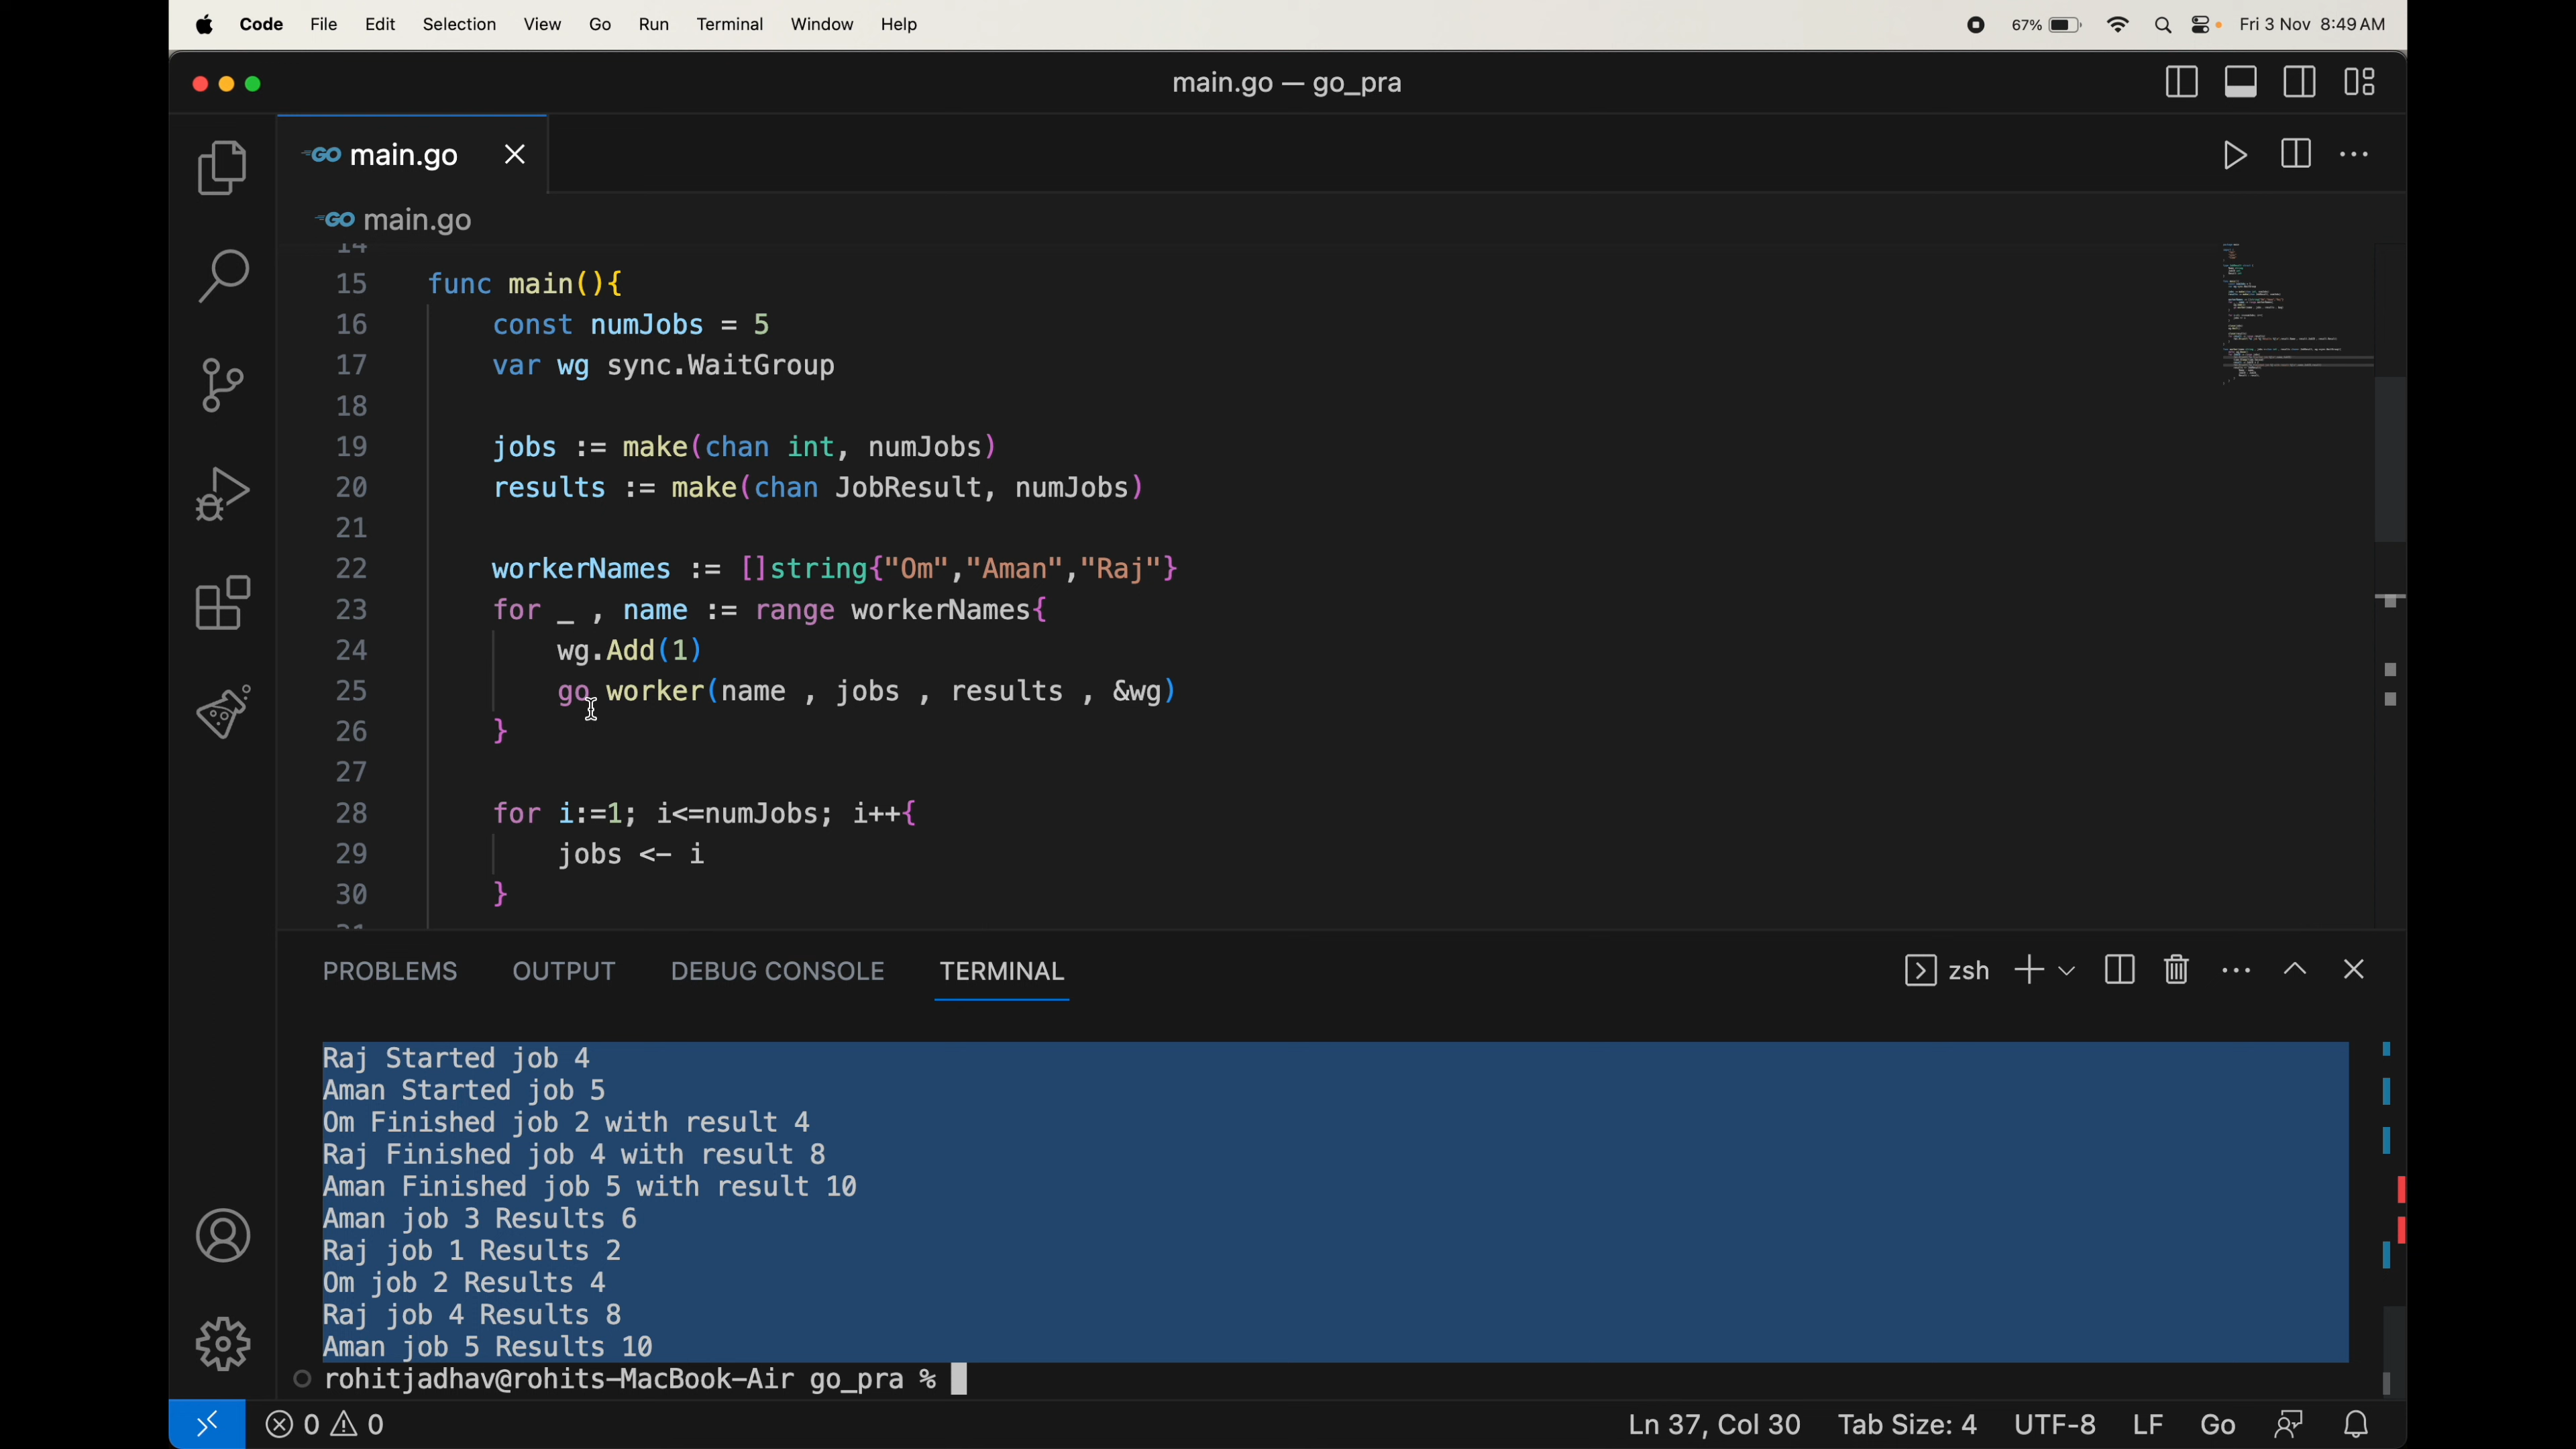 Code File Edit Selection View Go Run Terminal Window Help 67% Fri 3 Nov 8:49 AM
main.go — go_pra
GO main.go
GO main.go
14
15 func main(){
16 const numJobs = 5
17 var wg sync.WaitGroup
18
19 jobs := make(chan int, numJobs)
20 results := make(chan JobResult, numJobs)
21
22 workerNames := []string{"Om","Aman","Raj"}
23 for _ , name := range workerNames{
24 wg.Add(1)
25 go worker(name , jobs , results , &wg)
26 }
27
28 for i:=1; i<=numJobs; i++{
29 jobs <- i
30 }
PROBLEMS OUTPUT DEBUG CONSOLE TERMINAL zsh
Raj Started job 4
Aman Started job 5
Om Finished job 2 with result 4
Raj Finished job 4 with result 8
Aman Finished job 5 with result 10
Aman job 3 Results 6
Raj job 1 Results 2
Om job 2 Results 4
Raj job 4 Results 8
Aman job 5 Results 10
rohitjadhav@rohits-MacBook-Air go_pra %
0 0 Ln 37, Col 30 Tab Size: 4 UTF-8 LF Go